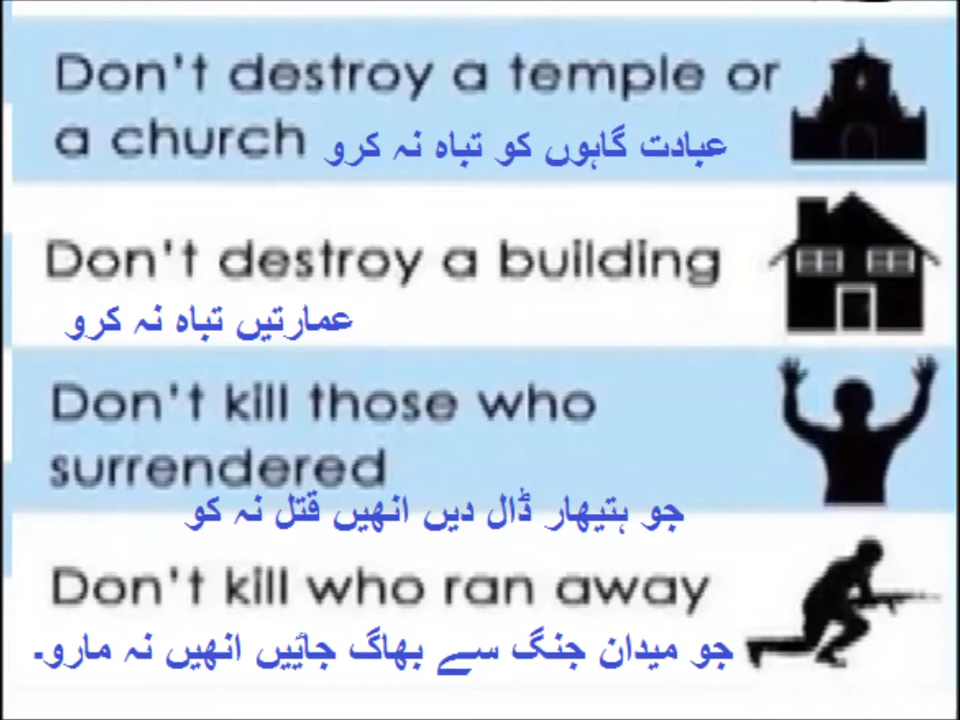 Don't destroy a temple or
a church عبادت گاہوں کو تباہ نہ کرو
Don't destroy a building
عمارتیں تباہ نہ کرو
Don't kill those who
surrendered
جو ہتیھار ڈال دیں انھیں قتل نہ کو
Don't kill who ran away
جو میدان جنگ سے بھاگ جائیں انھیں نہ مارو۔